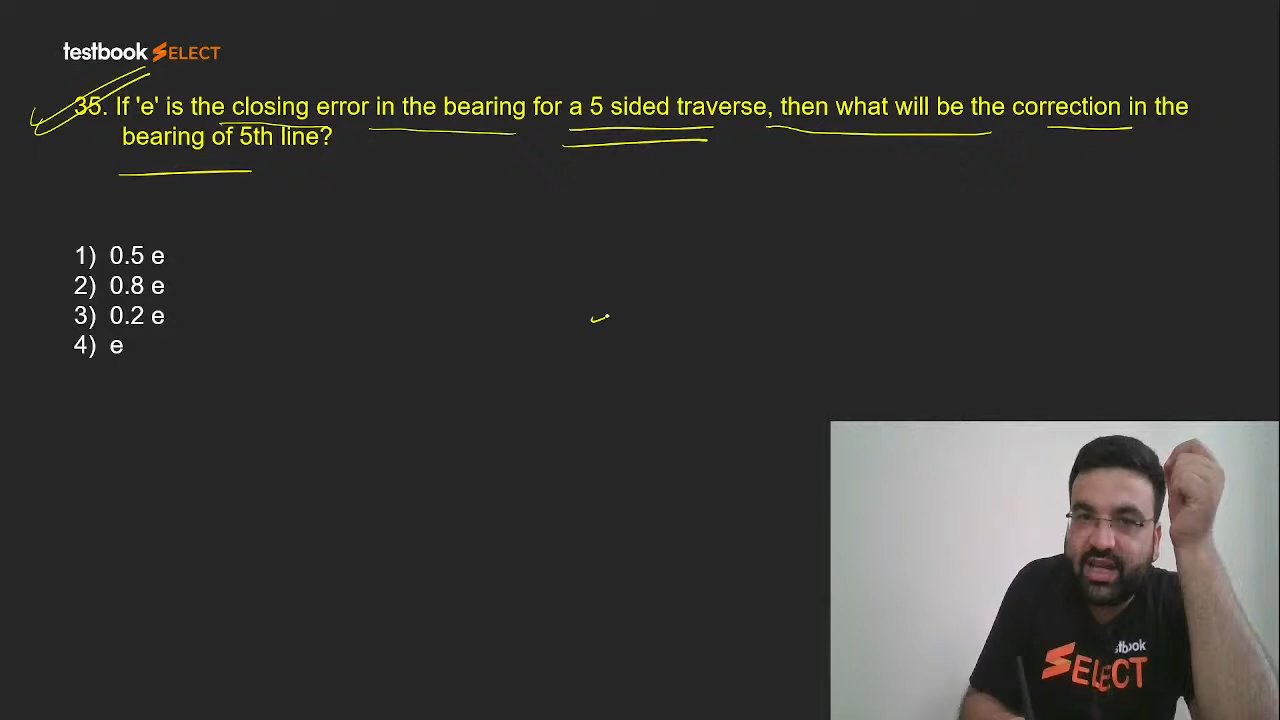 testbook SELECT
35. If 'e' is the closing error in the bearing for a 5 sided traverse, then what will be the correction in the
bearing of 5th line?
1) 0.5 e
2) 0.8 e
3) 0.2 e
4) e
testbook
SELECT